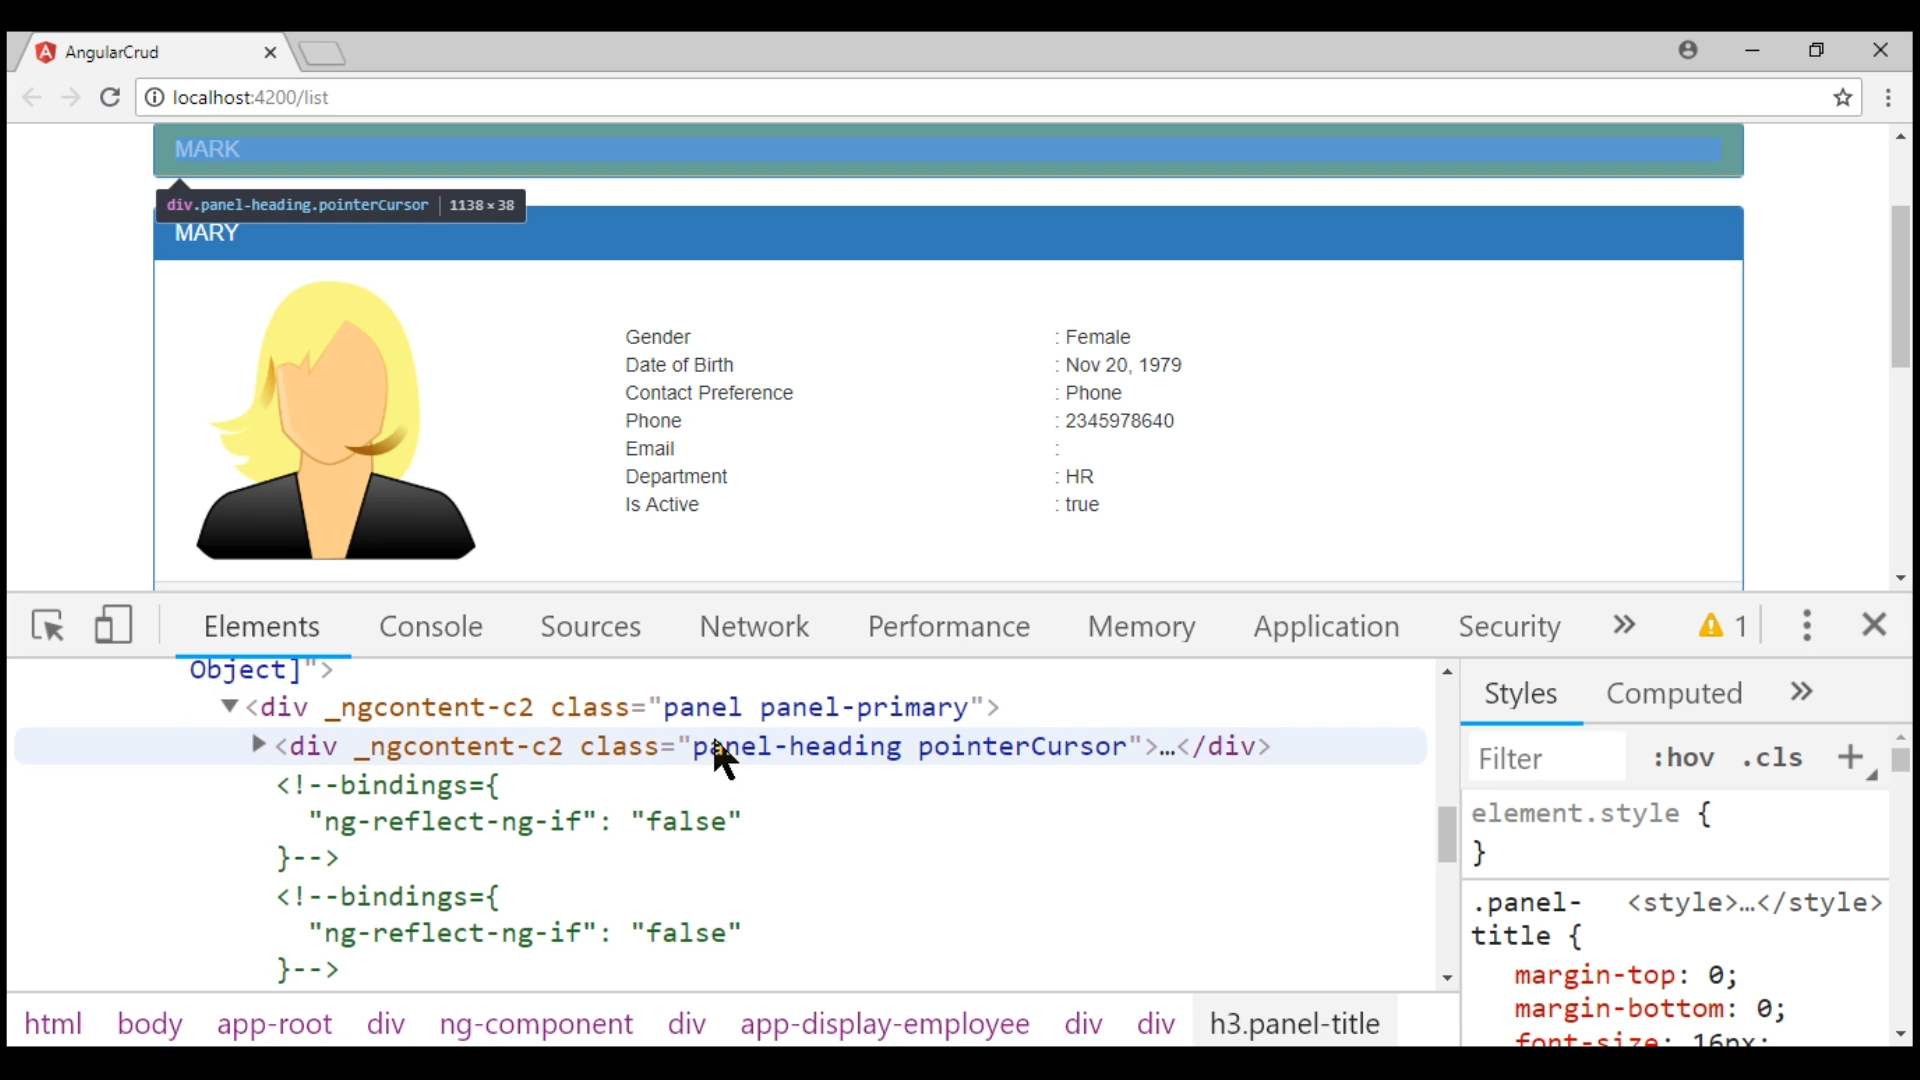 AngularCrud
localhost:4200/list
MARK
div.panel-heading.pointerCursor 1138×38
MARY
Gender : Female
Date of Birth : Nov 20, 1979
Contact Preference : Phone
Phone : 2345978640
Email :
Department : HR
Is Active : true
Elements Console Sources Network Performance Memory Application Security » 1
Object]">
<div _ngcontent-c2 class="panel panel-primary">
<div _ngcontent-c2 class="panel-heading pointerCursor">…</div>
<!--bindings={
"ng-reflect-ng-if": "false"
}-->
<!--bindings={
"ng-reflect-ng-if": "false"
}-->
html body app-root div ng-component div app-display-employee div div h3.panel-title
Styles Computed »
Filter :hov .cls +
element.style {
}
.panel- <style>…</style>
title {
margin-top: 0;
margin-bottom: 0;
font-size: 16px;